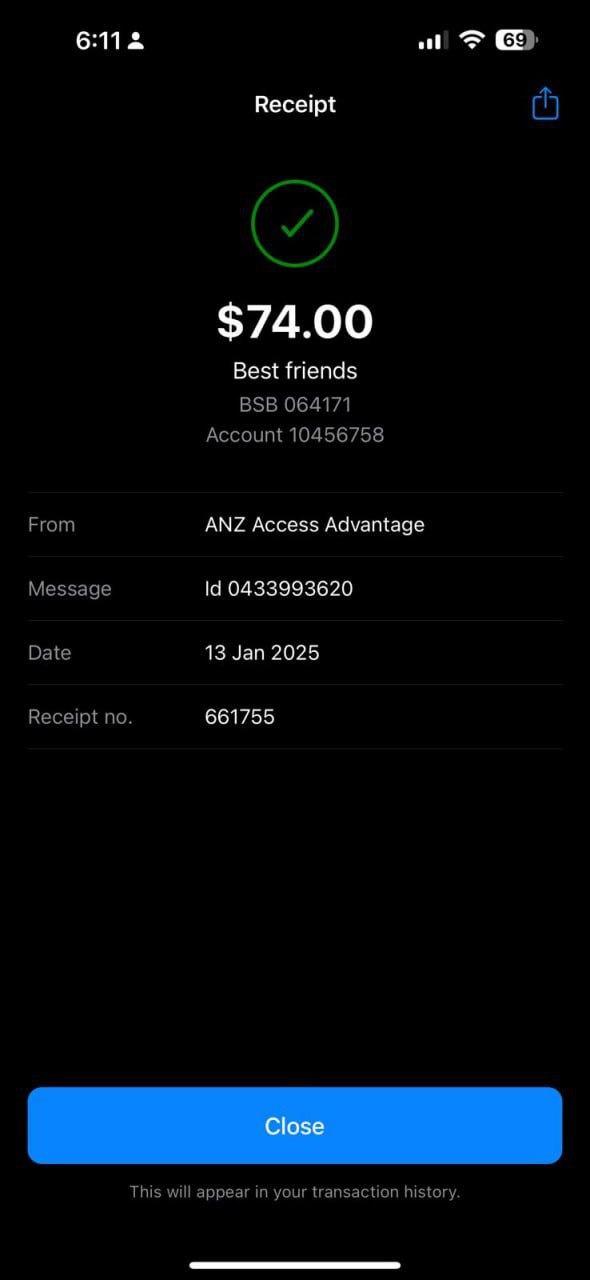 6:11
69
Receipt
$74.00
Best friends
BSB 064171
Account 10456758
From ANZ Access Advantage
Message Id 0433993620
Date 13 Jan 2025
Receipt no. 661755
Close
This will appear in your transaction history.